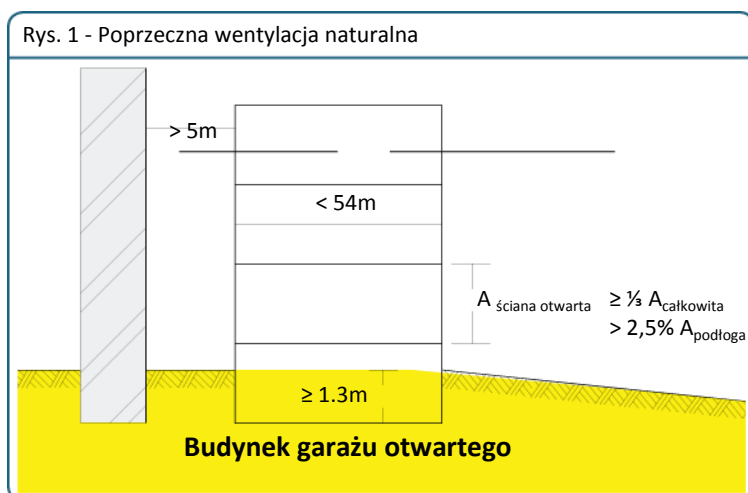 Rys. 1 - Poprzeczna wentylacja naturalna
> 5m
< 54m
A ściana otwarta ≥ ⅓ Acałkowita
> 2,5% Apodłoga
≥ 1.3m
Budynek garażu otwartego